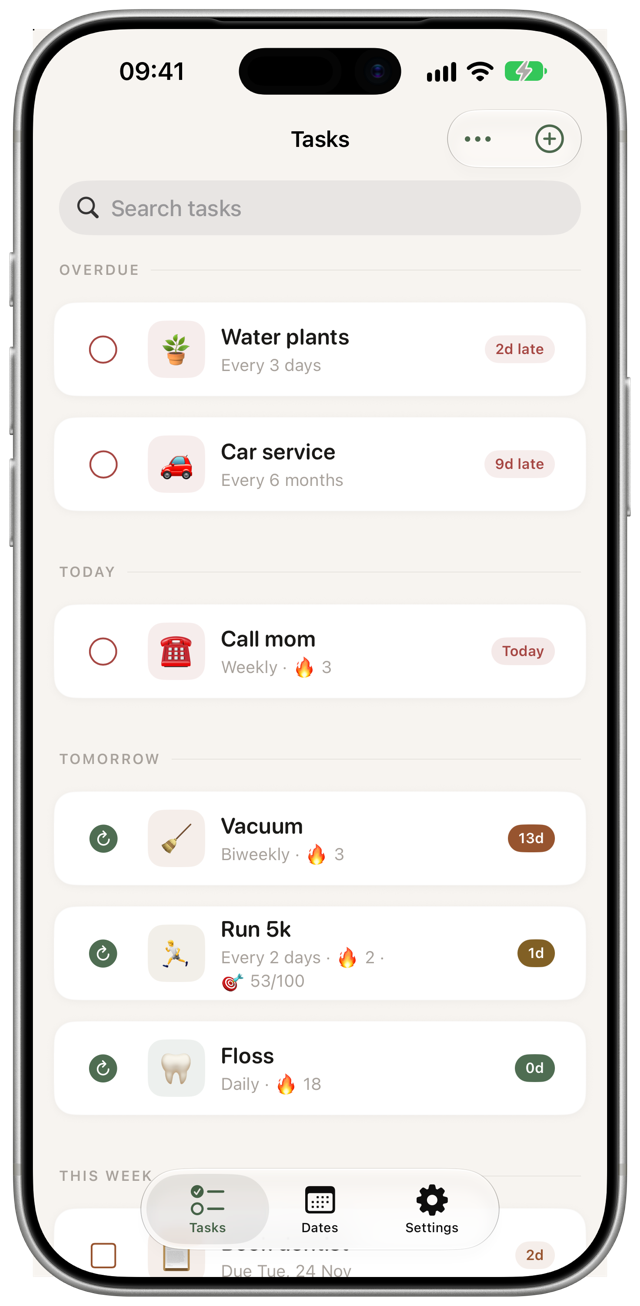 09:41
Tasks
Search tasks
OVERDUE
Water plants
Every 3 days
2d late
Car service
Every 6 months
9d late
TODAY
Call mom
Weekly · 🔥 3
Today
TOMORROW
Vacuum
Biweekly · 🔥 3
13d
Run 5k
Every 2 days · 🔥 2 ·
🎯 53/100
1d
Floss
Daily · 🔥 18
0d
THIS WEEK
Due Tue, 24 Nov
2d
Tasks
Dates
Settings